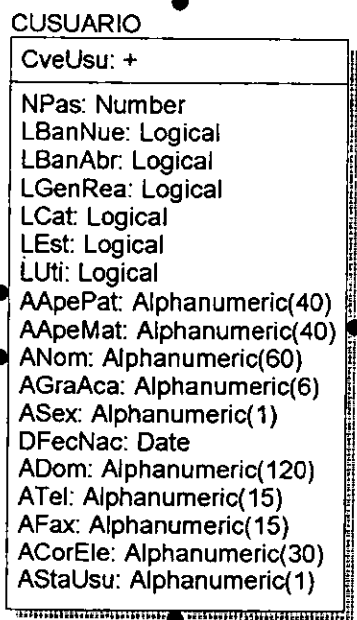 CUSUARIO
CveUsu: +
NPas: Number
LBanNue: Logical
LBanAbr: Logical
LGenRea: Logical
LCat: Logical
LEst: Logical
LUti: Logical
AApePat: Alphanumeric(40)
AApeMat: Alphanumeric(40)
ANom: Alphanumeric(60)
AGraAca: Alphanumeric(6)
ASex: Alphanumeric(1)
DFecNac: Date
ADom: Alphanumeric(120)
ATel: Alphanumeric(15)
AFax: Alphanumeric(15)
ACorEle: Alphanumeric(30)
AStaUsu: Alphanumeric(1)